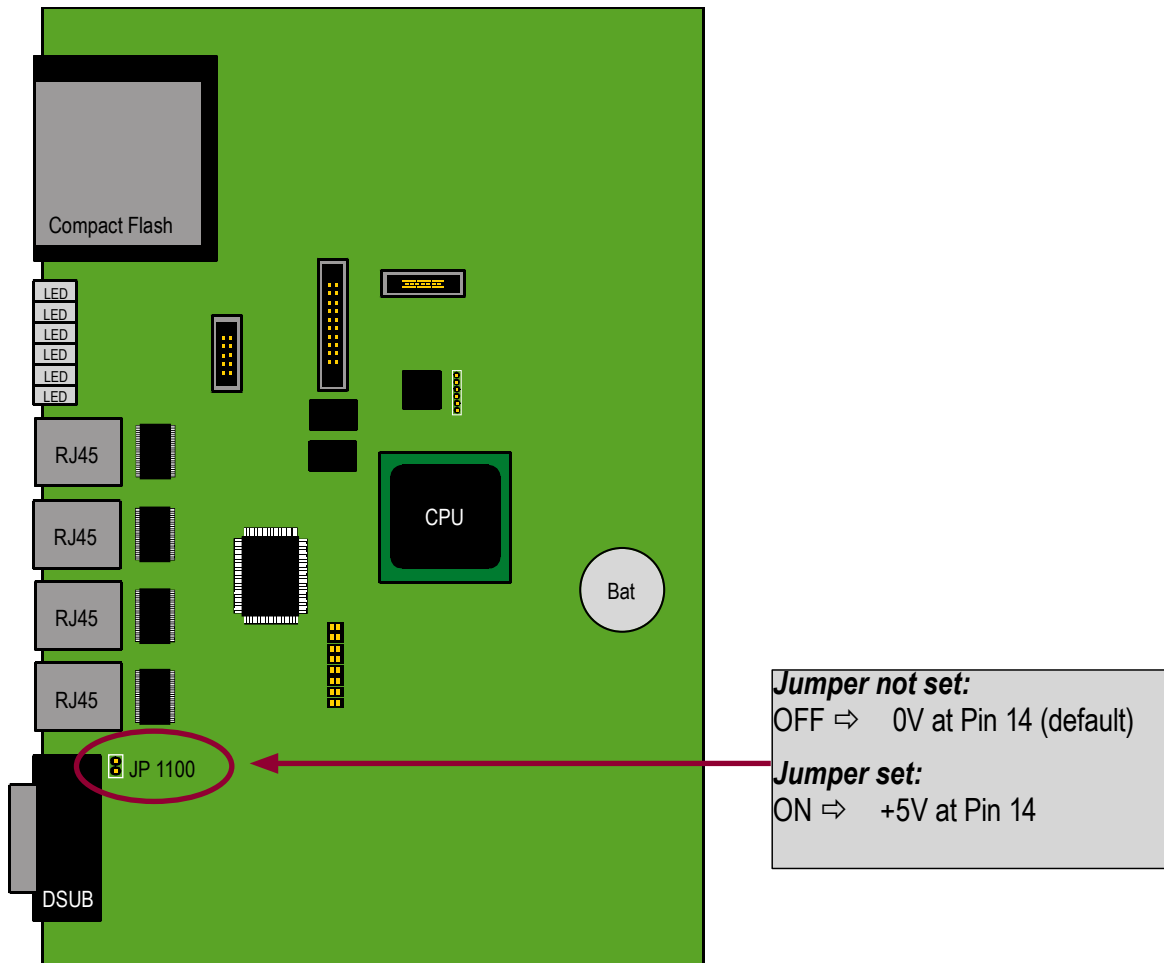 Compact Flash
LED
LED
LED
LED
LED
LED
RJ45
RJ45
CPU
RJ45
Bat
RJ45
JP 1100
DSUB
Jumper not set:
OFF ⇨ 0V at Pin 14 (default)
Jumper set:
ON ⇨ +5V at Pin 14